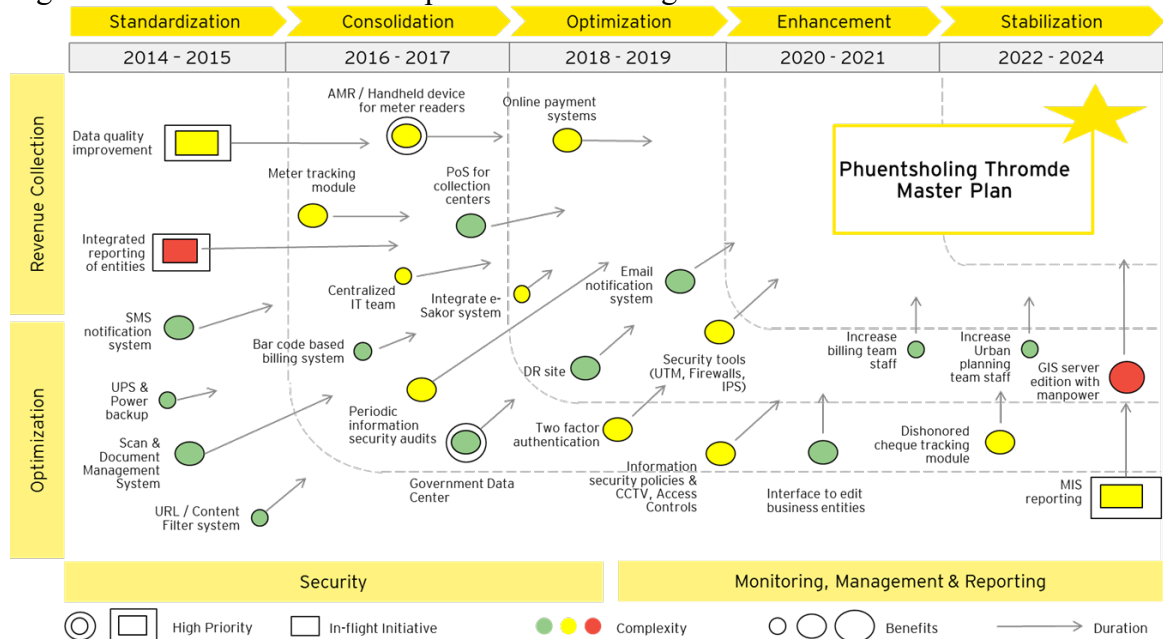 Standardization
Consolidation
Optimization
Enhancement
Stabilization
2014 - 2015
2016 - 2017
2018 - 2019
2020 - 2021
2022 - 2024
Revenue Collection
Optimization
Data quality
improvement
AMR / Handheld device
for meter readers
Online payment
systems
Phuentsholing Thromde
Master Plan
Meter tracking
module
PoS for
collection
centers
Integrated
reporting
of entities
Centralized
IT team
Integrate e-
Sakor system
Email
notification
system
SMS
notification
system
Bar code based
billing system
DR site
Security tools
(UTM, Firewalls,
IPS)
Increase
billing team
staff
Increase
Urban
planning
team staff
GIS server
edition with
manpower
UPS &
Power
backup
Periodic
information
security audits
Two factor
authentication
Dishonored
cheque tracking
module
Scan &
Document
Management
System
Government Data
Center
Information
security policies &
CCTV, Access
Controls
Interface to edit
business entities
MIS
reporting
URL / Content
Filter system
Security
Monitoring, Management & Reporting
High Priority
In-flight Initiative
Complexity
Benefits
Duration